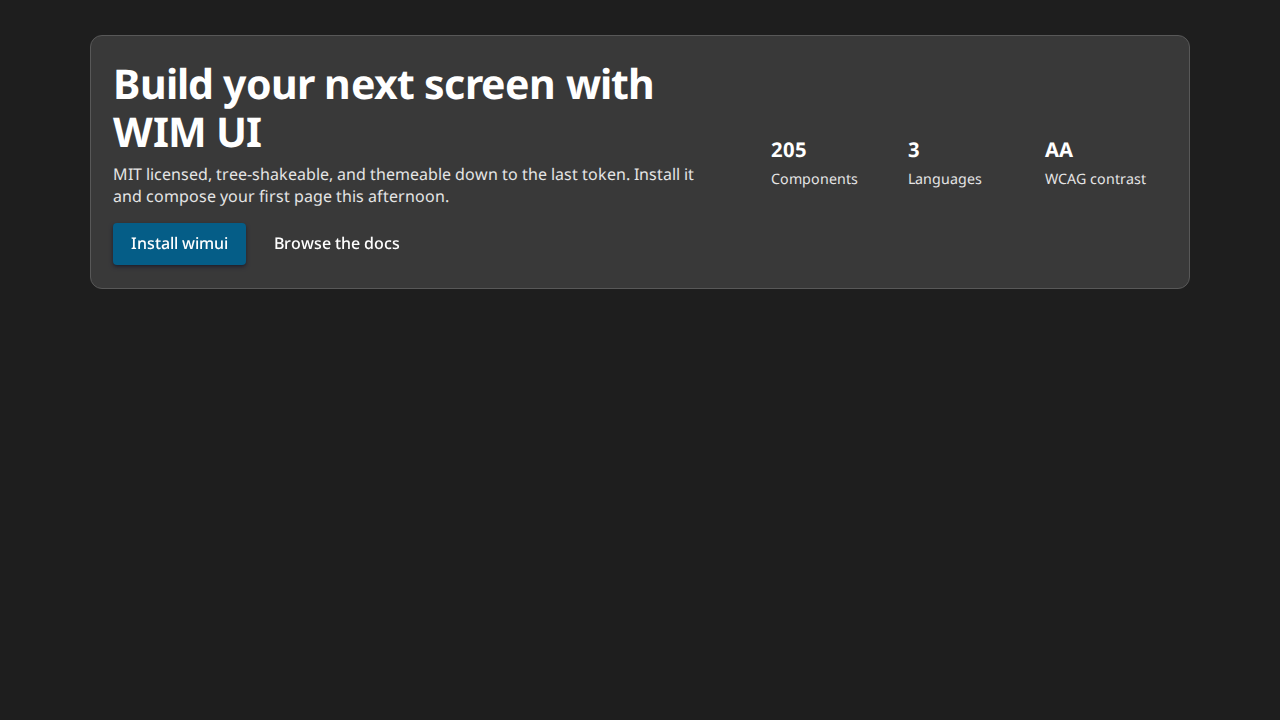 Build your next screen with
WIM UI
MIT licensed, tree-shakeable, and themeable down to the last token. Install it
and compose your first page this afternoon.
Install wimui
Browse the docs
205
Components
3
Languages
AA
WCAG contrast